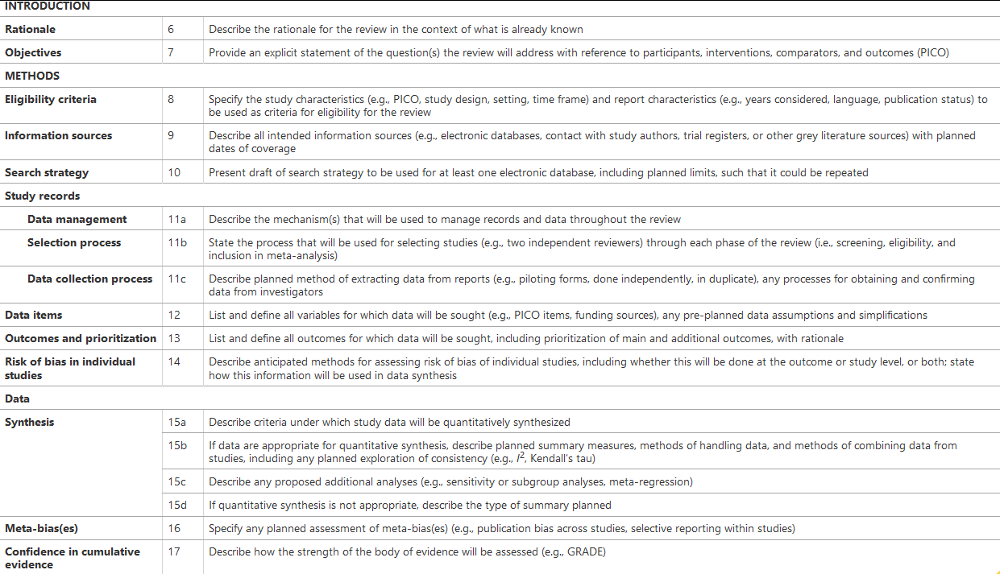 INTRODUCTION
Rationale 6 Describe the rationale for the review in the context of what is already known
Objectives 7 Provide an explicit statement of the question(s) the review will address with reference to participants, interventions, comparators, and outcomes (PICO)
METHODS
Eligibility criteria 8 Specify the study characteristics (e.g., PICO, study design, setting, time frame) and report characteristics (e.g., years considered, language, publication status) to
be used as criteria for eligibility for the review
Information sources 9 Describe all intended information sources (e.g., electronic databases, contact with study authors, trial registers, or other grey literature sources) with planned
dates of coverage
Search strategy 10 Present draft of search strategy to be used for at least one electronic database, including planned limits, such that it could be repeated
Study records
Data management 11a Describe the mechanism(s) that will be used to manage records and data throughout the review
Selection process 11b State the process that will be used for selecting studies (e.g., two independent reviewers) through each phase of the review (i.e., screening, eligibility, and
inclusion in meta-analysis)
Data collection process 11c Describe planned method of extracting data from reports (e.g., piloting forms, done independently, in duplicate), any processes for obtaining and confirming
data from investigators
Data items 12 List and define all variables for which data will be sought (e.g., PICO items, funding sources), any pre-planned data assumptions and simplifications
Outcomes and prioritization 13 List and define all outcomes for which data will be sought, including prioritization of main and additional outcomes, with rationale
Risk of bias in individual 14 Describe anticipated methods for assessing risk of bias of individual studies, including whether this will be done at the outcome or study level, or both; state
studies how this information will be used in data synthesis
Data
Synthesis 15a Describe criteria under which study data will be quantitatively synthesized
15b If data are appropriate for quantitative synthesis, describe planned summary measures, methods of handling data, and methods of combining data from
studies, including any planned exploration of consistency (e.g., I², Kendall's tau)
15c Describe any proposed additional analyses (e.g., sensitivity or subgroup analyses, meta-regression)
15d If quantitative synthesis is not appropriate, describe the type of summary planned
Meta-bias(es) 16 Specify any planned assessment of meta-bias(es) (e.g., publication bias across studies, selective reporting within studies)
Confidence in cumulative 17 Describe how the strength of the body of evidence will be assessed (e.g., GRADE)
evidence